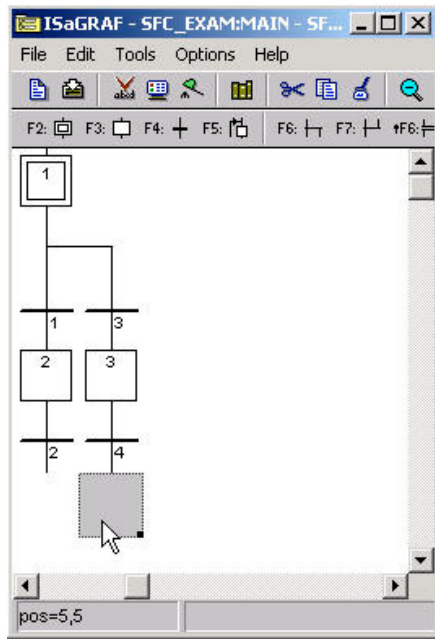 ISaGRAF - SFC_EXAM:MAIN - SF...
File Edit Tools Options Help
abcd
F2: F3: F4: F5: F6: F7: ↑F6:
1
1 3
2 3
2 4
pos=5,5